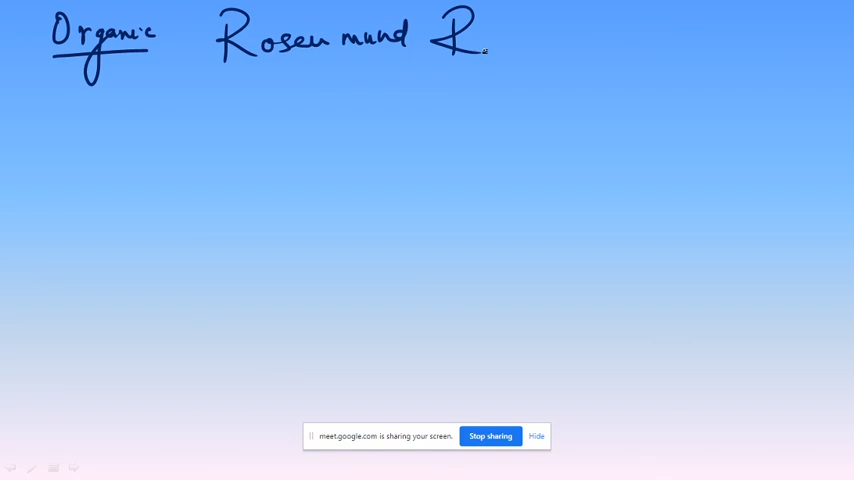 Organic Rosenmund R
meet.google.com is sharing your screen. Stop sharing Hide